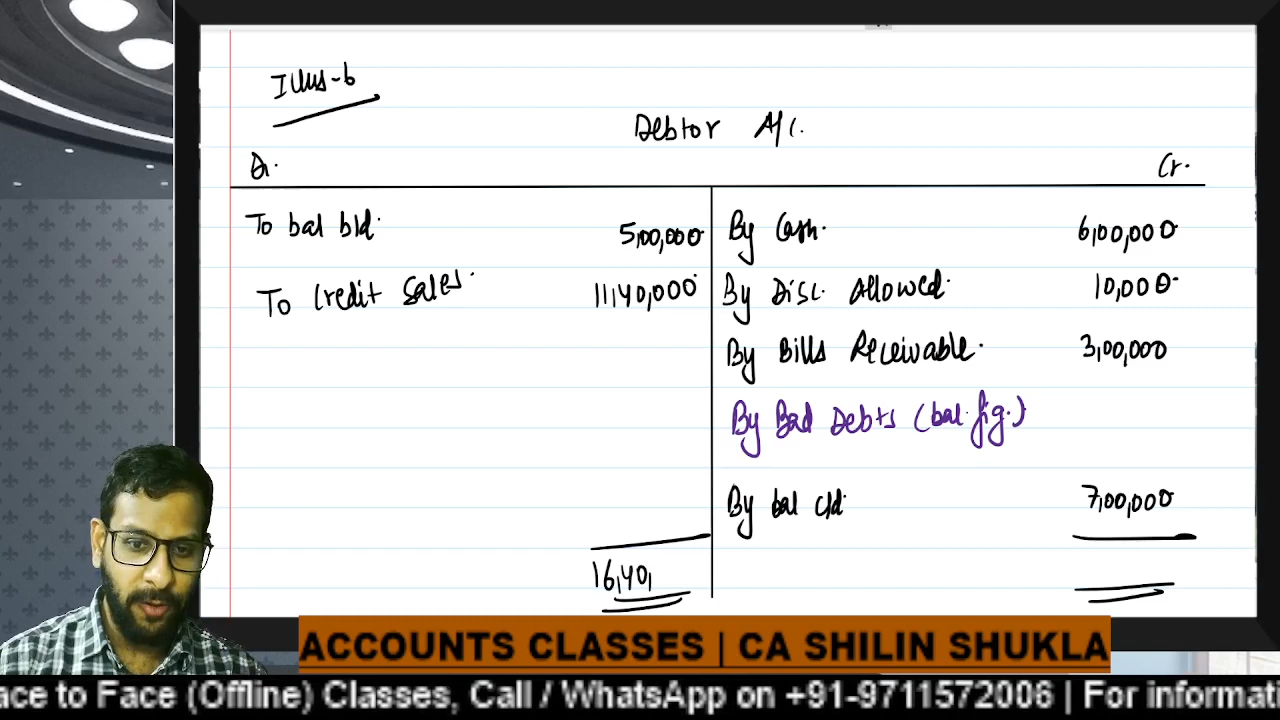 Illus-6
Debtor A/c.
Dr. Cr.
To bal b/d. 5,00,000 By Cash. 6,00,000
To Credit Sales. 11,40,000 By Disc. Allowed. 10,000
By Bills Receivable. 3,00,000
By Bad Debts (bal. fig.)
By bal c/d. 7,00,000
16,40,
ACCOUNTS CLASSES | CA SHILIN SHUKLA
ace to Face (Offline) Classes, Call / WhatsApp on +91-9711572006 | For informati